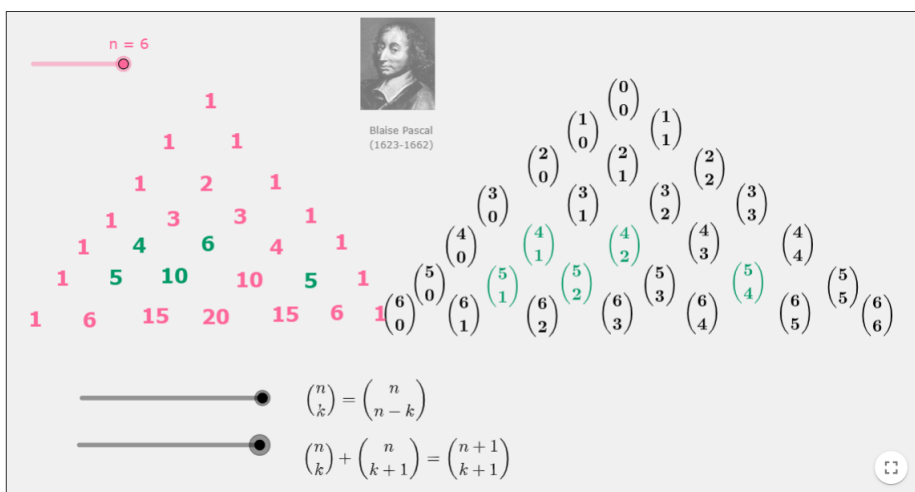 n = 6
Blaise Pascal
(1623-1662)
1
1 1
1 2 1
1 3 3 1
1 4 6 4 1
1 5 10 10 5 1
1 6 15 20 15 6 1
(0 0)
(1 0) (1 1)
(2 0) (2 1) (2 2)
(3 0) (3 1) (3 2) (3 3)
(4 0) (4 1) (4 2) (4 3) (4 4)
(5 0) (5 1) (5 2) (5 3) (5 4) (5 5)
(6 0) (6 1) (6 2) (6 3) (6 4) (6 5) (6 6)
(n k) = (n n − k)
(n k) + (n k + 1) = (n + 1 k + 1)